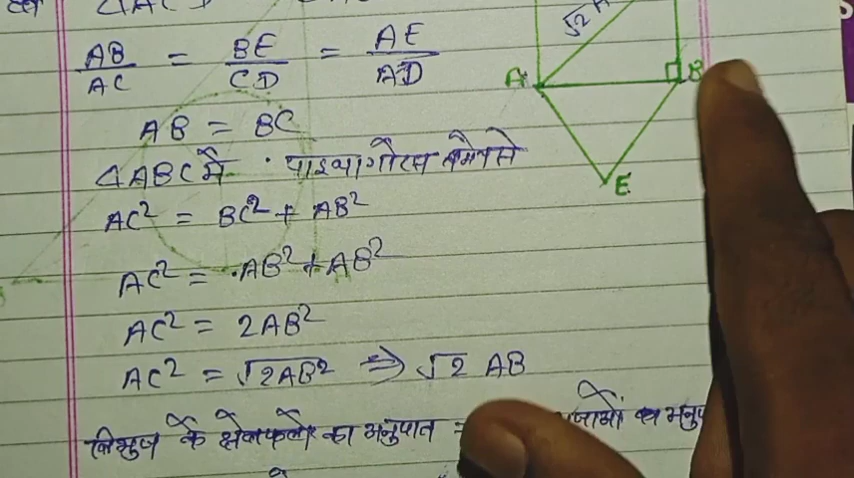 △ACD
AB/AC = BE/CD = AE/AD
AB = BC
△ABC में पाइथागोरस प्रमेय से
AC² = BC² + AB²
AC² = AB² + AB²
AC² = 2AB²
AC² = √2AB² ⇒ √2 AB
त्रिभुज के क्षेत्रफलो का अनुपात =
√2
A
B
E